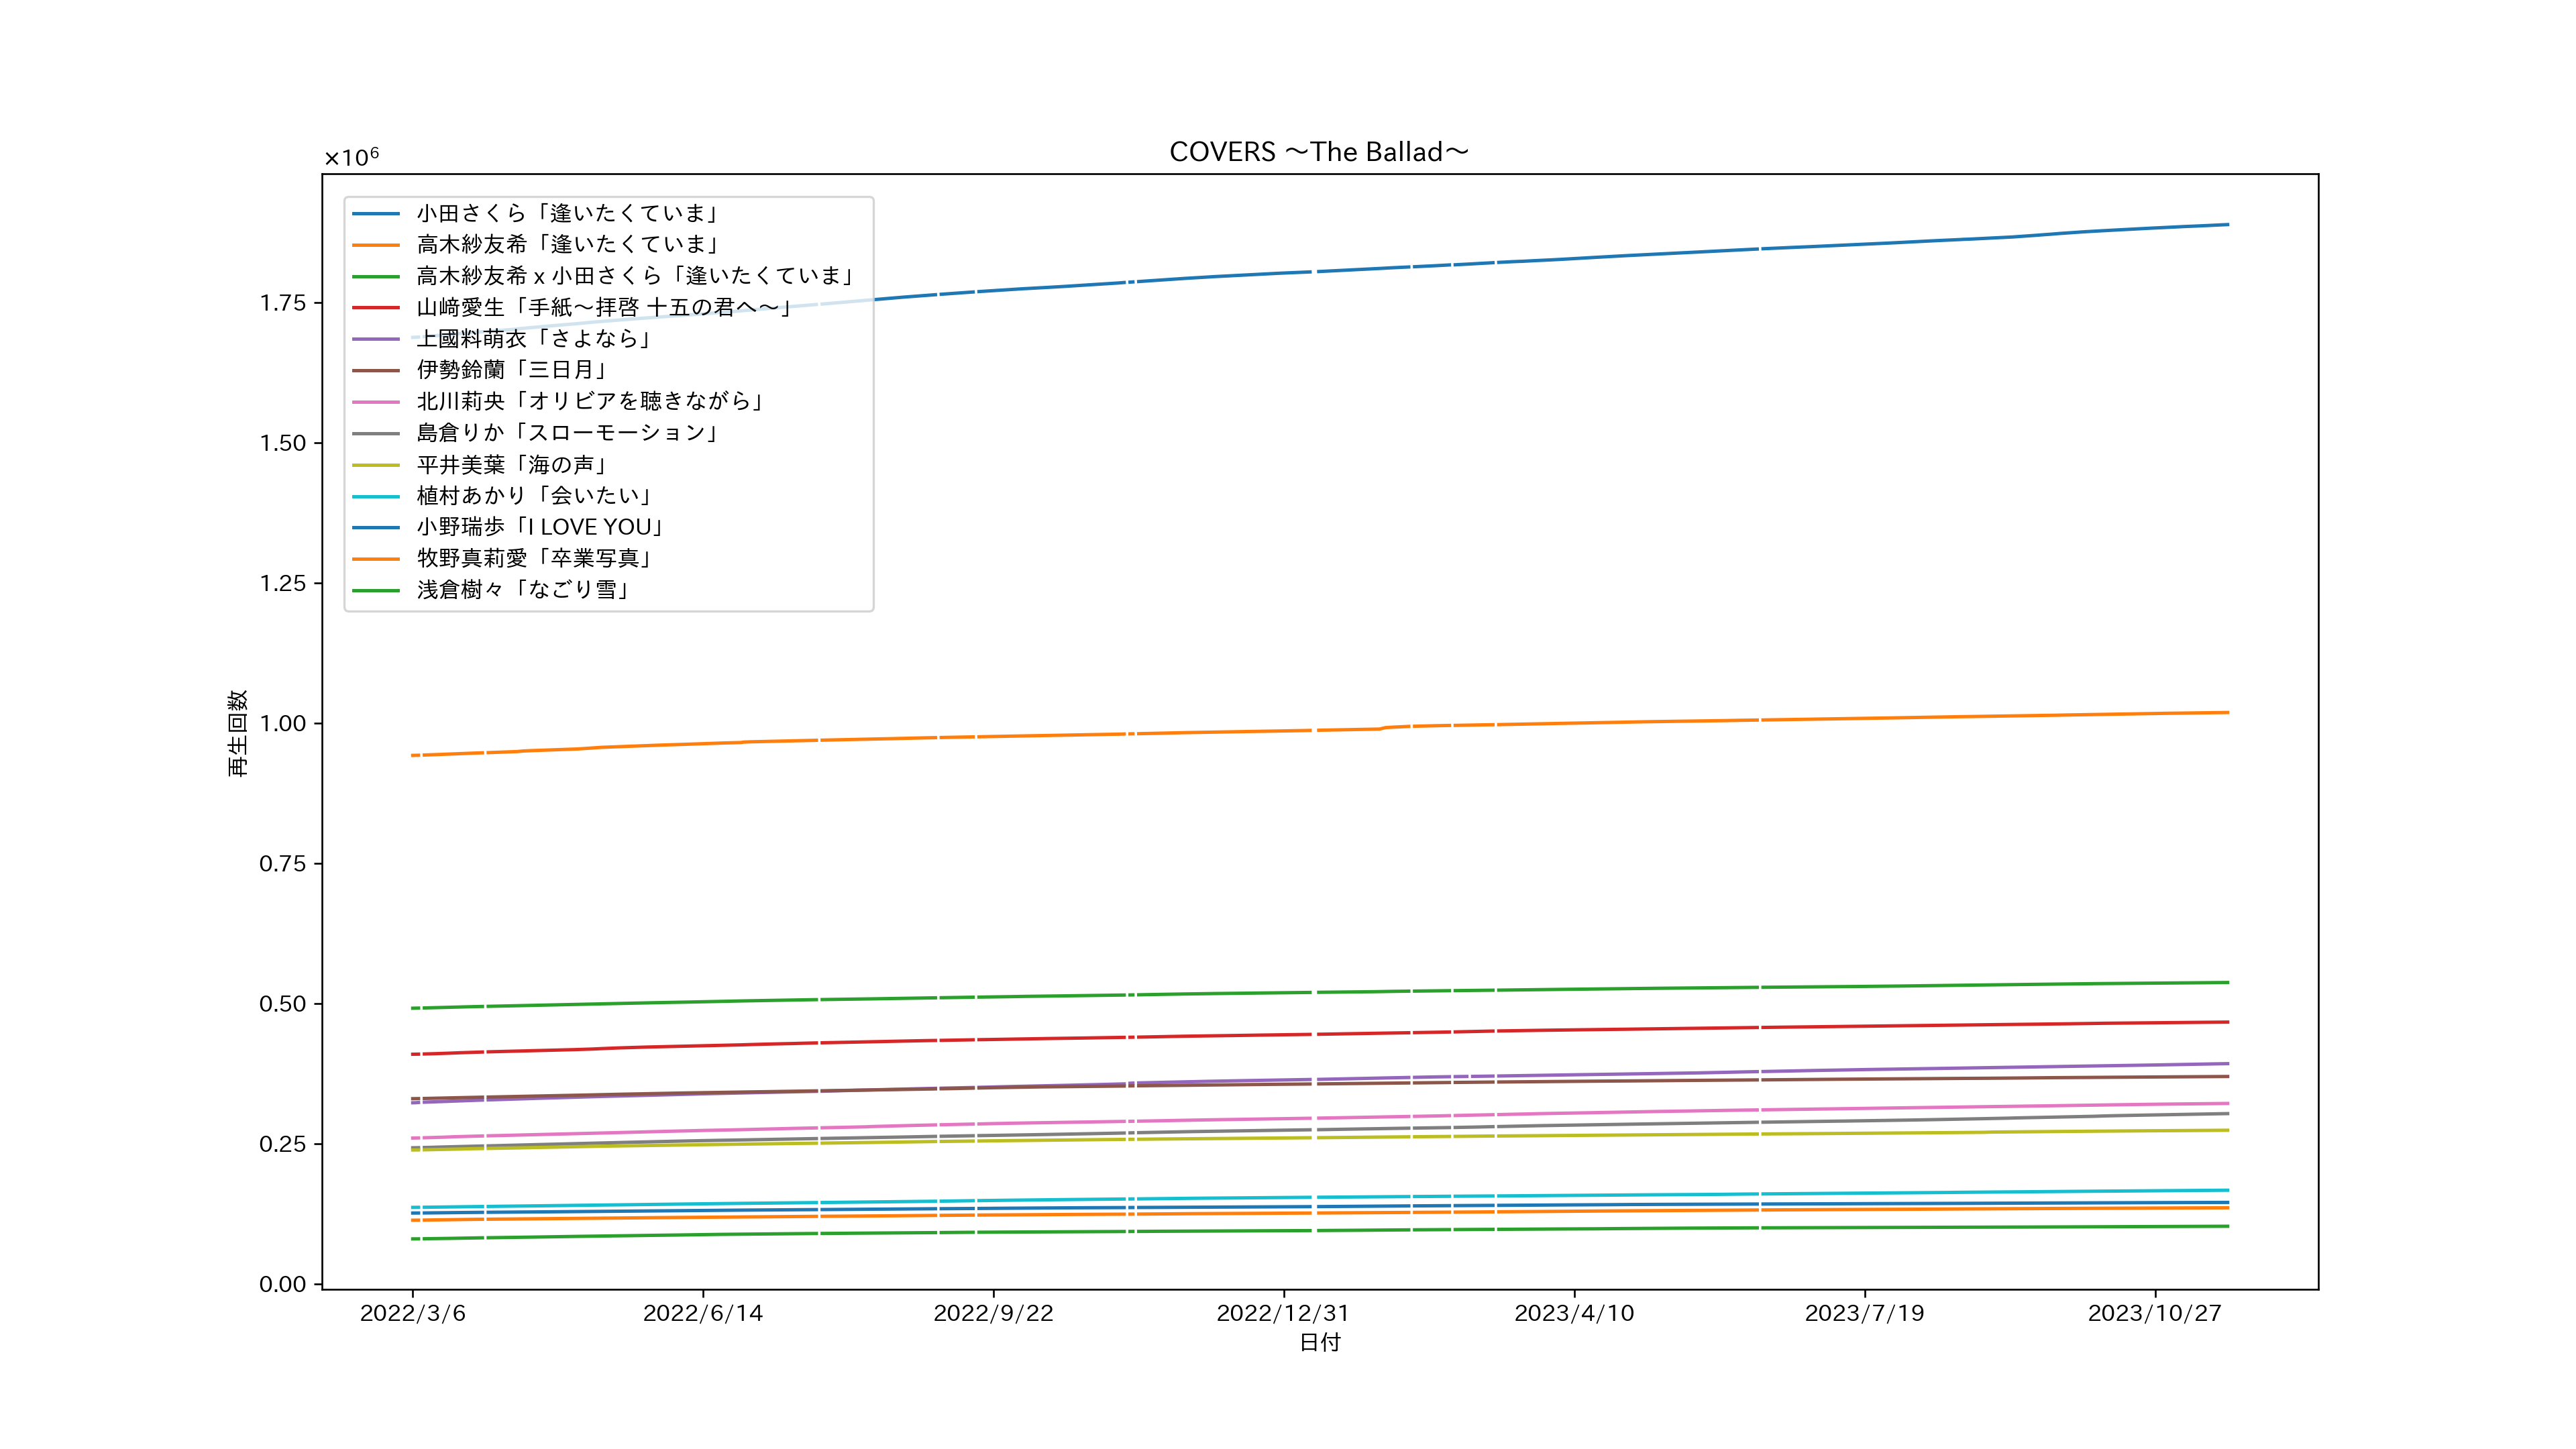 COVERS ～The Ballad～
×10⁶
小田さくら「逢いたくていま」
高木紗友希「逢いたくていま」
高木紗友希 x 小田さくら「逢いたくていま」
山﨑愛生「手紙～拝啓 十五の君へ～」
上國料萌衣「さよなら」
伊勢鈴蘭「三日月」
北川莉央「オリビアを聴きながら」
島倉りか「スローモーション」
平井美葉「海の声」
植村あかり「会いたい」
小野瑞歩「I LOVE YOU」
牧野真莉愛「卒業写真」
浅倉樹々「なごり雪」
1.75
1.50
1.25
1.00
0.75
0.50
0.25
0.00
再生回数
2022/3/6 2022/6/14 2022/9/22 2022/12/31 2023/4/10 2023/7/19 2023/10/27
日付